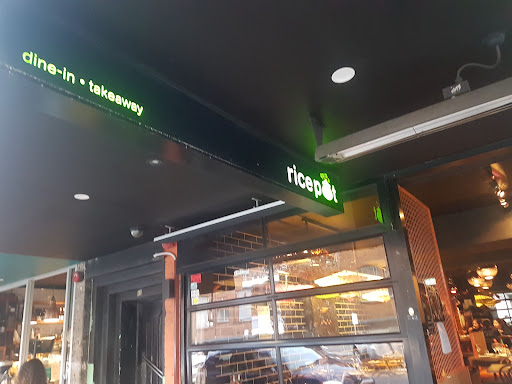 dine-in • takeaway
ricepot